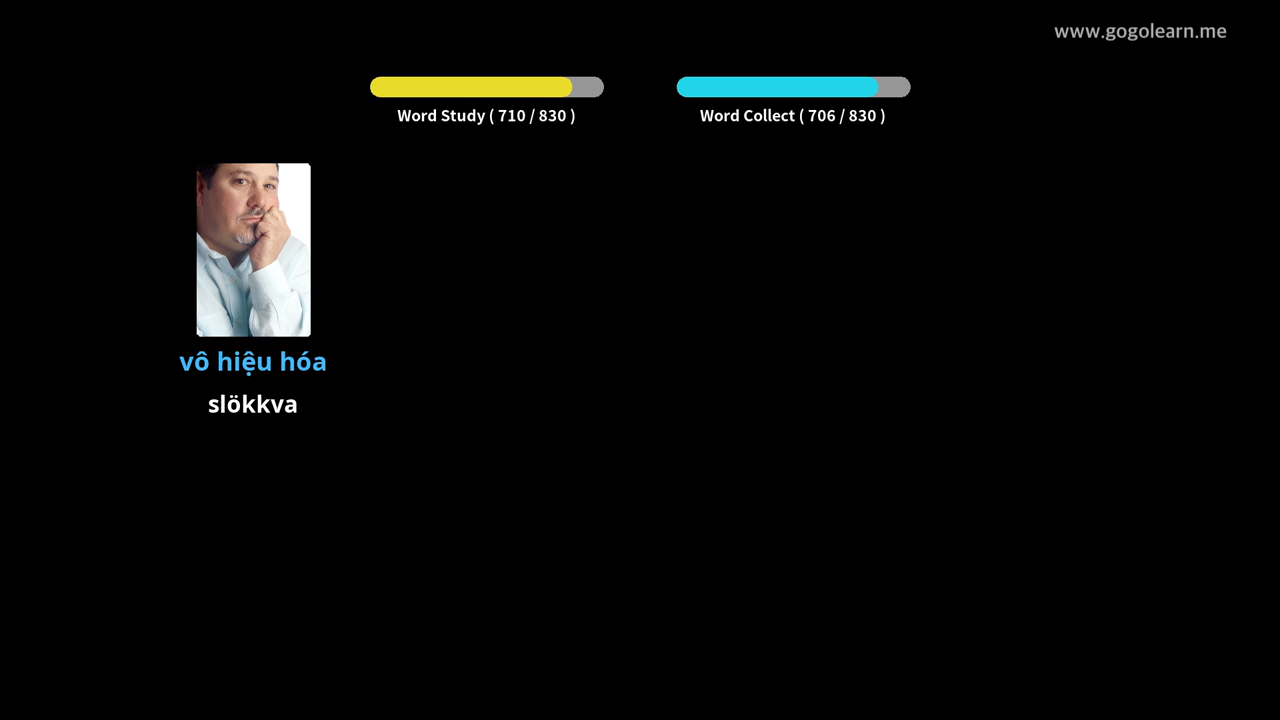 www.gogolearn.me
Word Study ( 710 / 830 )
Word Collect ( 706 / 830 )
vô hiệu hóa
slökkva